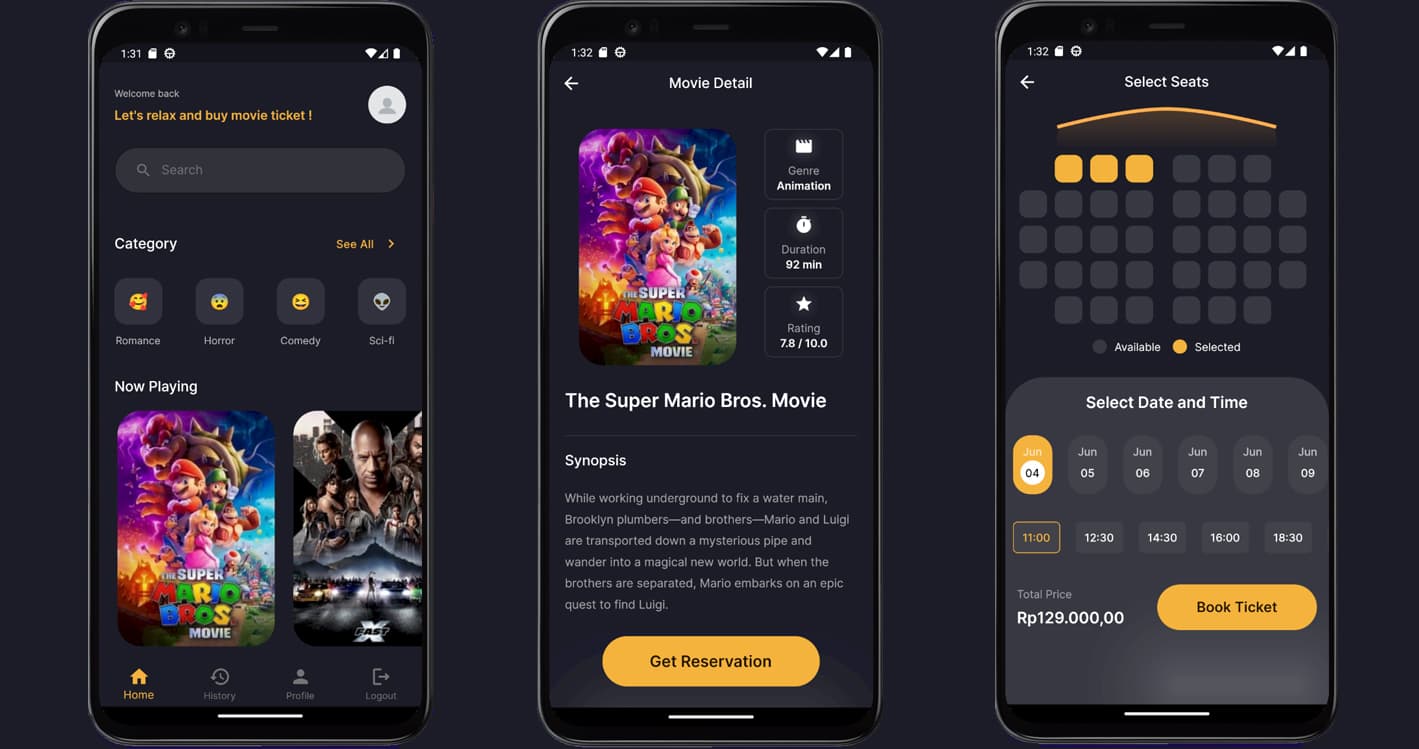 1:31
Welcome back
Let's relax and buy movie ticket !
Search
Category
See All
Romance
Horror
Comedy
Sci-fi
Now Playing
THE SUPER
MARIO
BROS.
MOVIE
FAST X
Home
History
Profile
Logout
1:32
Movie Detail
THE SUPER
MARIO
BROS.
MOVIE
Genre
Animation
Duration
92 min
Rating
7.8 / 10.0
The Super Mario Bros. Movie
Synopsis
While working underground to fix a water main,
Brooklyn plumbers—and brothers—Mario and Luigi
are transported down a mysterious pipe and
wander into a magical new world. But when the
brothers are separated, Mario embarks on an epic
quest to find Luigi.
Get Reservation
1:32
Select Seats
Available
Selected
Select Date and Time
Jun
04
Jun
05
Jun
06
Jun
07
Jun
08
Jun
09
11:00
12:30
14:30
16:00
18:30
Total Price
Rp129.000,00
Book Ticket